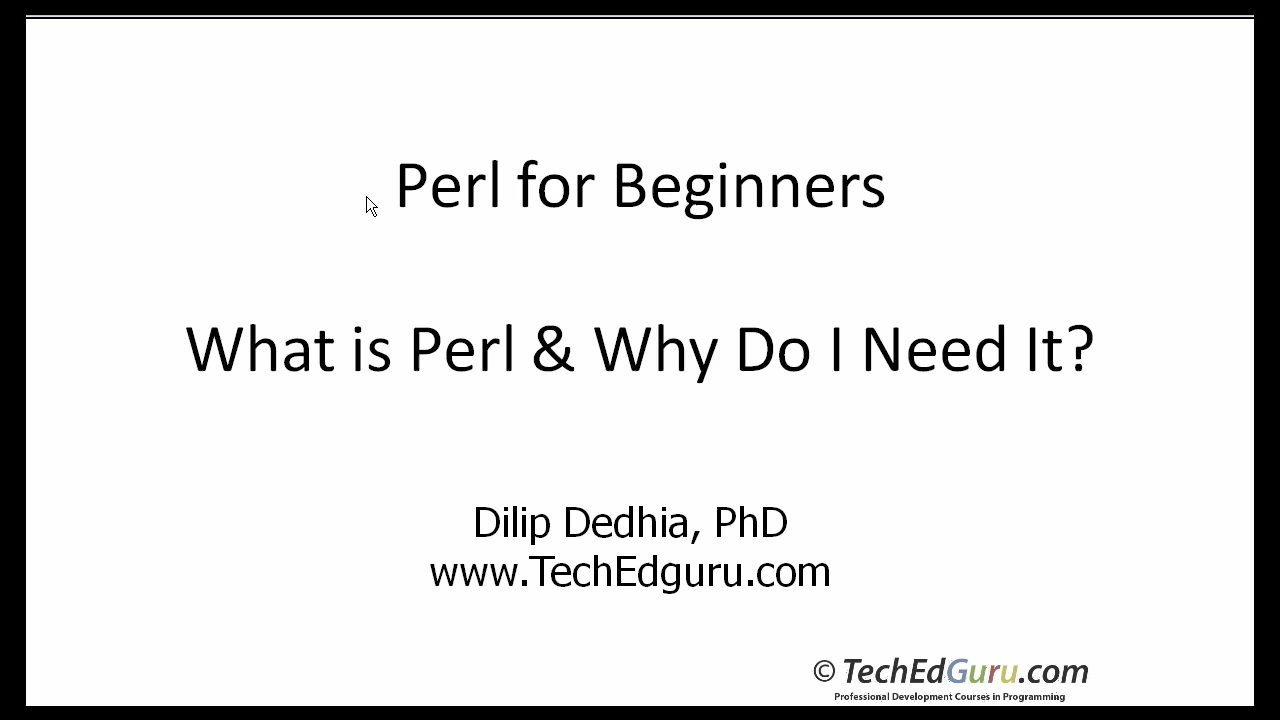 Perl for Beginners
What is Perl & Why Do I Need It?
Dilip Dedhia, PhD
www.TechEdguru.com
© TechEdGuru.com
Professional Development Courses in Programming